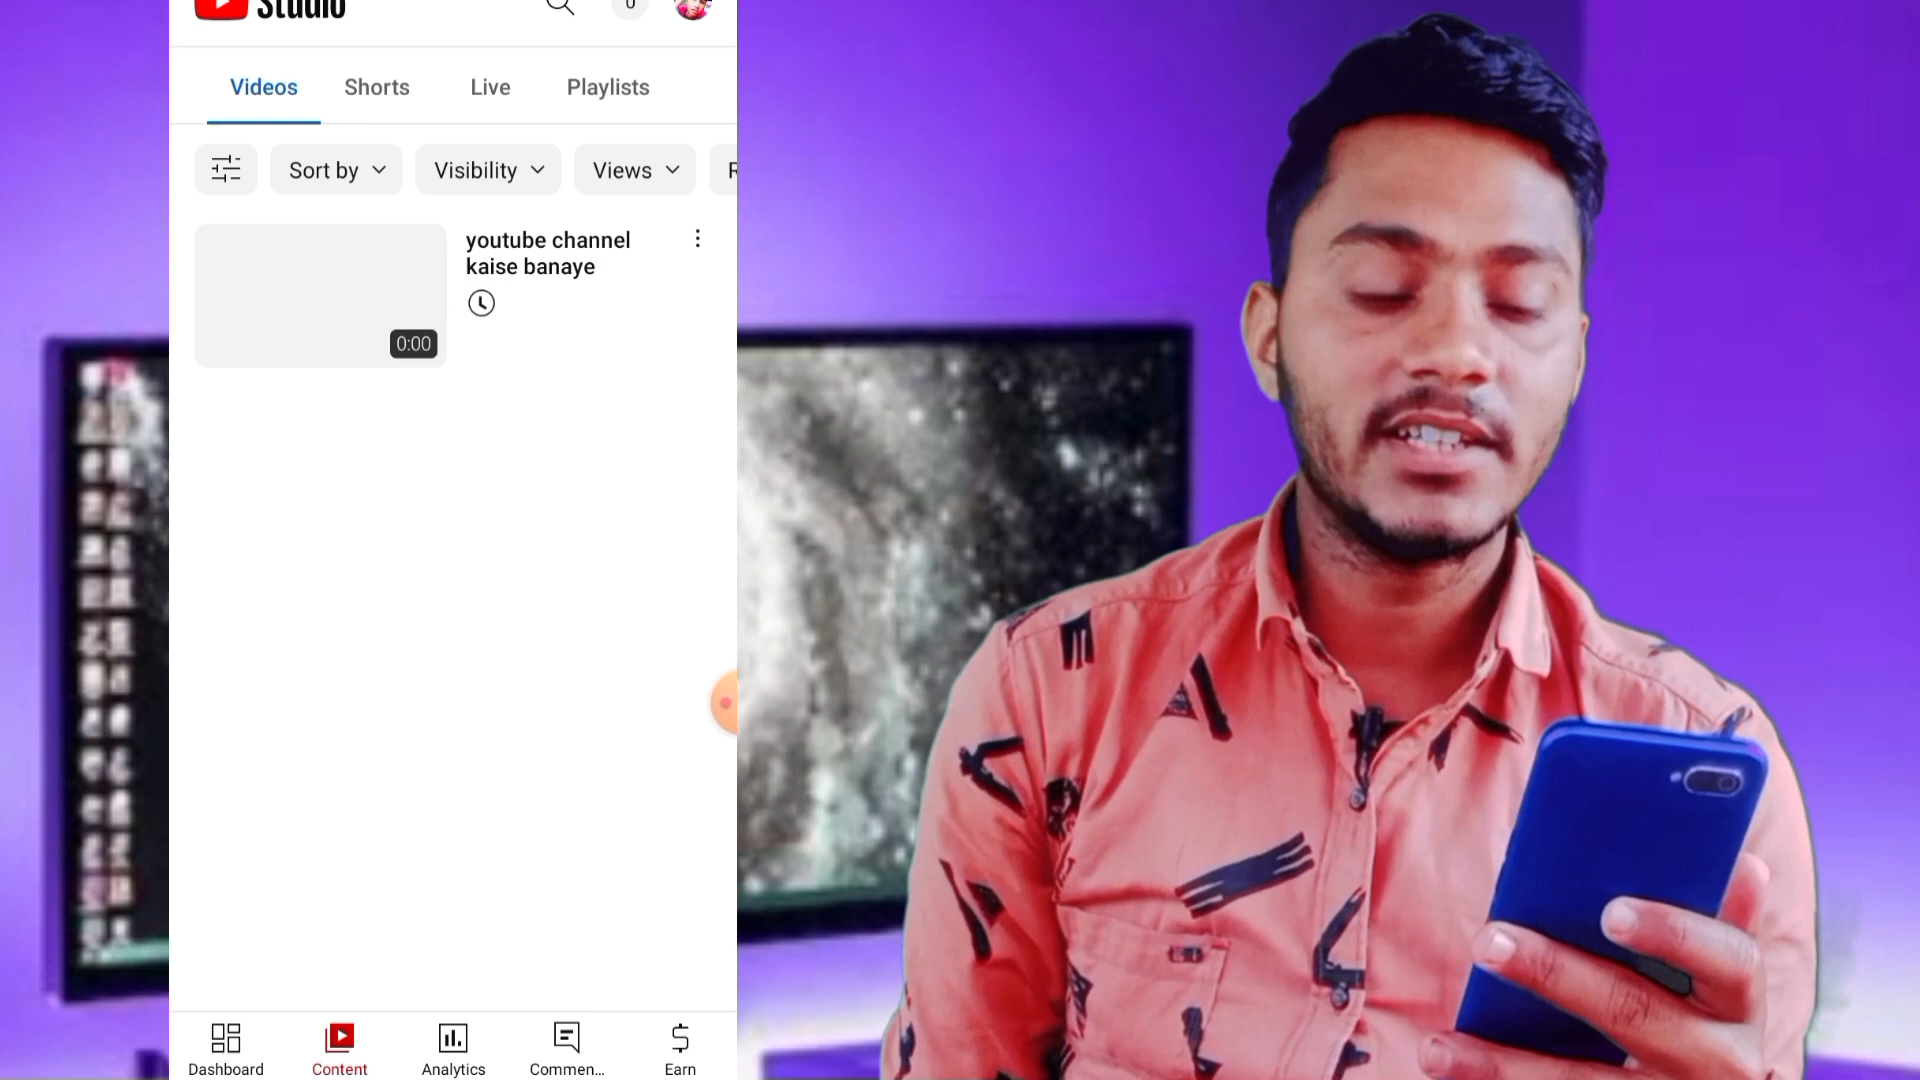 Studio
0
Videos Shorts Live Playlists
Sort by Visibility Views R
youtube channel
kaise banaye
0:00
Dashboard Content Analytics Commen... Earn